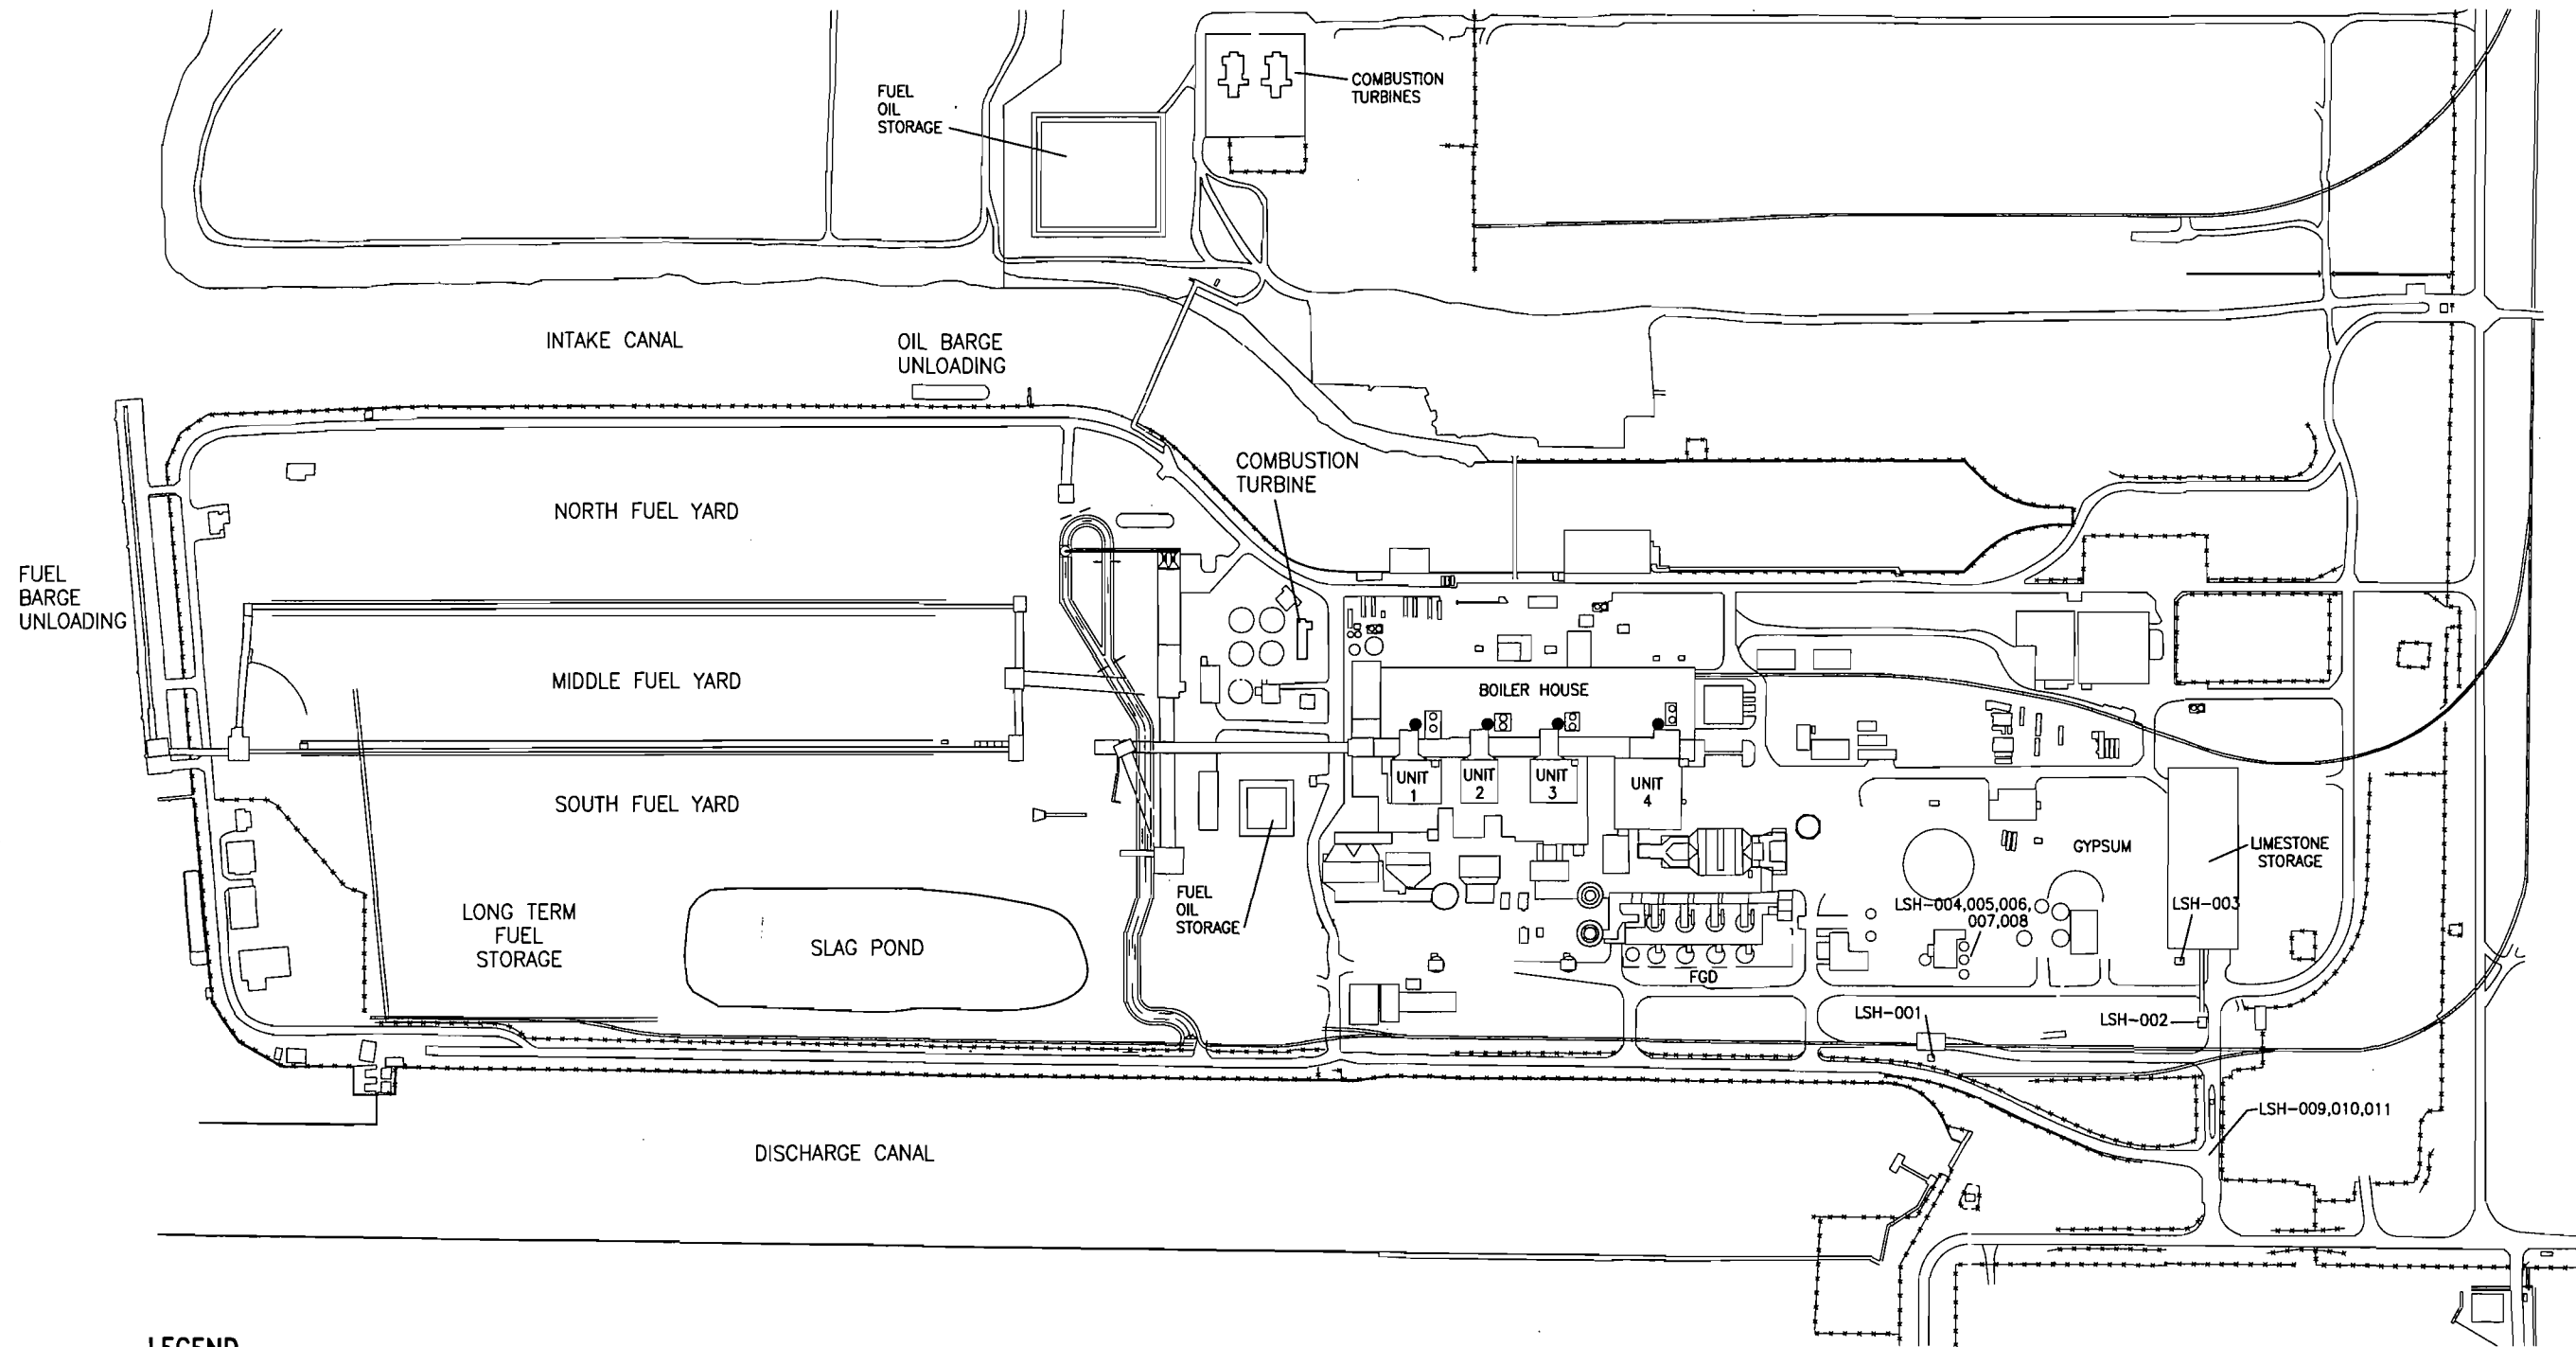 COMBUSTION
TURBINES
FUEL
OIL
STORAGE
INTAKE CANAL
OIL BARGE
UNLOADING
COMBUSTION
TURBINE
NORTH FUEL YARD
FUEL
BARGE
UNLOADING
MIDDLE FUEL YARD
BOILER HOUSE
SOUTH FUEL YARD
UNIT
1
UNIT
2
UNIT
3
UNIT
4
GYPSUM
LIMESTONE
STORAGE
FUEL
OIL
STORAGE
LONG TERM
FUEL
STORAGE
SLAG POND
LSH-004,005,006,
007,008
LSH-003
FGD
LSH-001
LSH-002
LSH-009,010,011
DISCHARGE CANAL
LEGEND